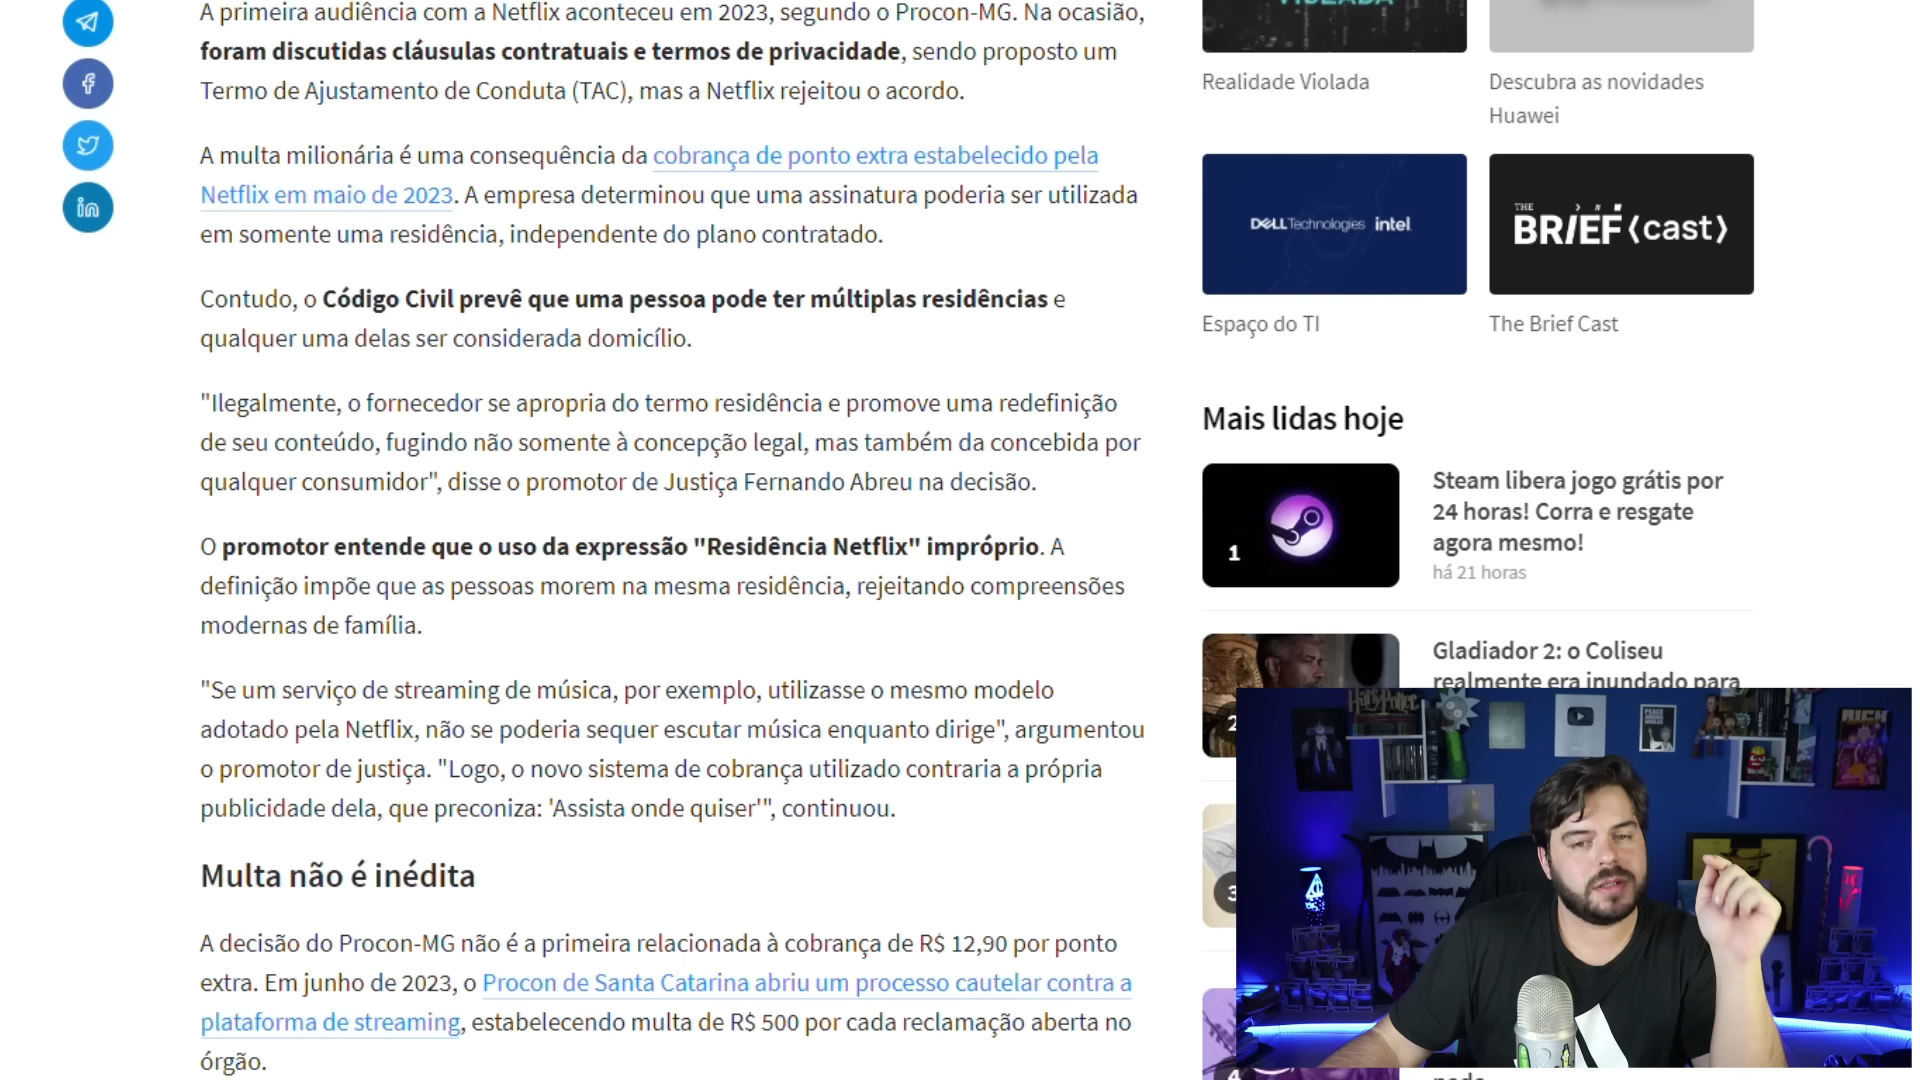 A primeira audiência com a Netflix aconteceu em 2023, segundo o Procon-MG. Na ocasião,
foram discutidas cláusulas contratuais e termos de privacidade, sendo proposto um
Termo de Ajustamento de Conduta (TAC), mas a Netflix rejeitou o acordo.
A multa milionária é uma consequência da cobrança de ponto extra estabelecido pela
Netflix em maio de 2023. A empresa determinou que uma assinatura poderia ser utilizada
em somente uma residência, independente do plano contratado.
Contudo, o Código Civil prevê que uma pessoa pode ter múltiplas residências e
qualquer uma delas ser considerada domicílio.
"Ilegalmente, o fornecedor se apropria do termo residência e promove uma redefinição
de seu conteúdo, fugindo não somente à concepção legal, mas também da concebida por
qualquer consumidor", disse o promotor de Justiça Fernando Abreu na decisão.
O promotor entende que o uso da expressão "Residência Netflix" impróprio. A
definição impõe que as pessoas morem na mesma residência, rejeitando compreensões
modernas de família.
"Se um serviço de streaming de música, por exemplo, utilizasse o mesmo modelo
adotado pela Netflix, não se poderia sequer escutar música enquanto dirige", argumentou
o promotor de justiça. "Logo, o novo sistema de cobrança utilizado contraria a própria
publicidade dela, que preconiza: 'Assista onde quiser'", continuou.
Multa não é inédita
A decisão do Procon-MG não é a primeira relacionada à cobrança de R$ 12,90 por ponto
extra. Em junho de 2023, o Procon de Santa Catarina abriu um processo cautelar contra a
plataforma de streaming, estabelecendo multa de R$ 500 por cada reclamação aberta no
órgão.
VIOLADA
Realidade Violada
Descubra as novidades
Huawei
DELL Technologies intel
THE
BRIEF (cast)
Espaço do TI
The Brief Cast
Mais lidas hoje
1
Steam libera jogo grátis por
24 horas! Corra e resgate
agora mesmo!
há 21 horas
2
Gladiador 2: o Coliseu
realmente era inundado para
3
4
Harry Potter
PEACE
RICK